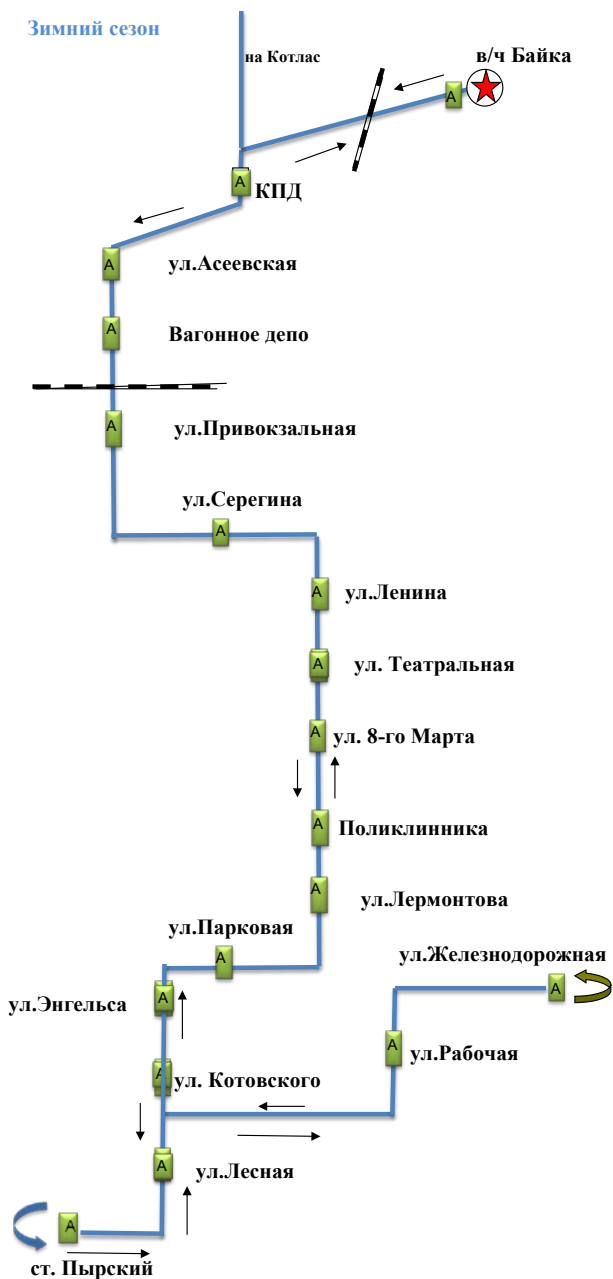 Зимний сезон
на Котлас
в/ч Байка
А
А
КПД
А
ул.Асеевская
А
Вагонное депо
А
ул.Привокзальная
ул.Серегина
А
А
ул.Ленина
А
ул. Театральная
А
ул. 8-го Марта
А
Поликлинника
А
ул.Лермонтова
ул.Парковая
А
ул.Железнодорожная
А
ул.Энгельса
А
А
ул.Рабочая
А
ул. Котовского
А
ул.Лесная
А
ст. Пырский